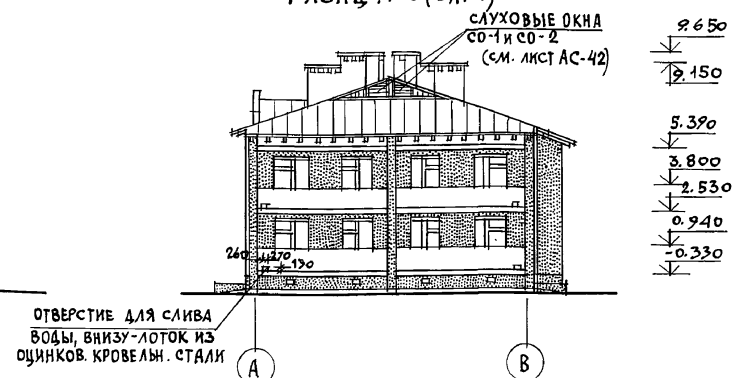 СЛУХОВЫЕ ОКНА
СО-1 И СО-2
(СМ. ЛИСТ АС-42)
9.650
9.150
5.390
3.800
2.530
0.940
-0.330
260 270
130
ОТВЕРСТИЕ ДЛЯ СЛИВА
ВОДЫ, ВНИЗУ-ЛОТОК ИЗ
ОЦИНКОВ. КРОВЕЛЬН. СТАЛИ
А
В